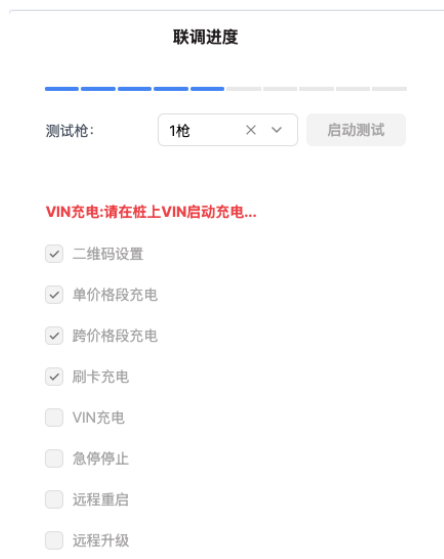 联调进度
测试枪: 1枪 启动测试
VIN充电:请在桩上VIN启动充电...
二维码设置
单价格段充电
跨价格段充电
刷卡充电
VIN充电
急停停止
远程重启
远程升级